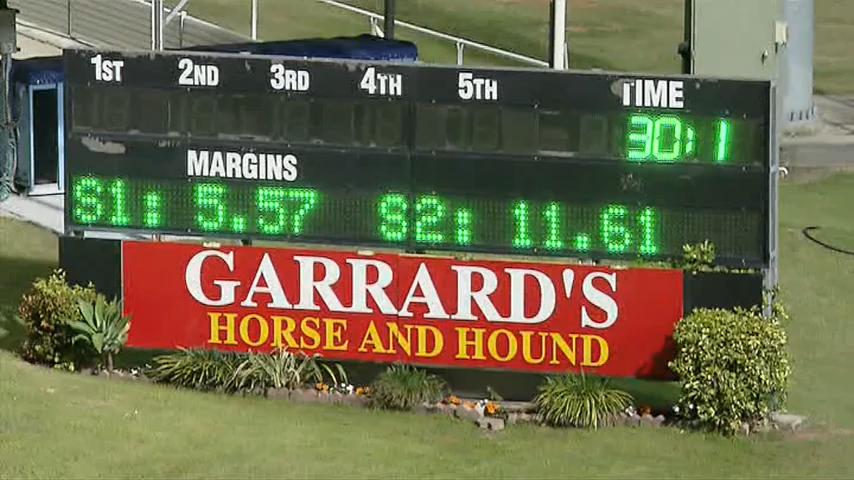 1ST 2ND 3RD 4TH 5TH TIME
30:1
MARGINS
S1: 5.57 S2: 11.61
GARRARD'S
HORSE AND HOUND